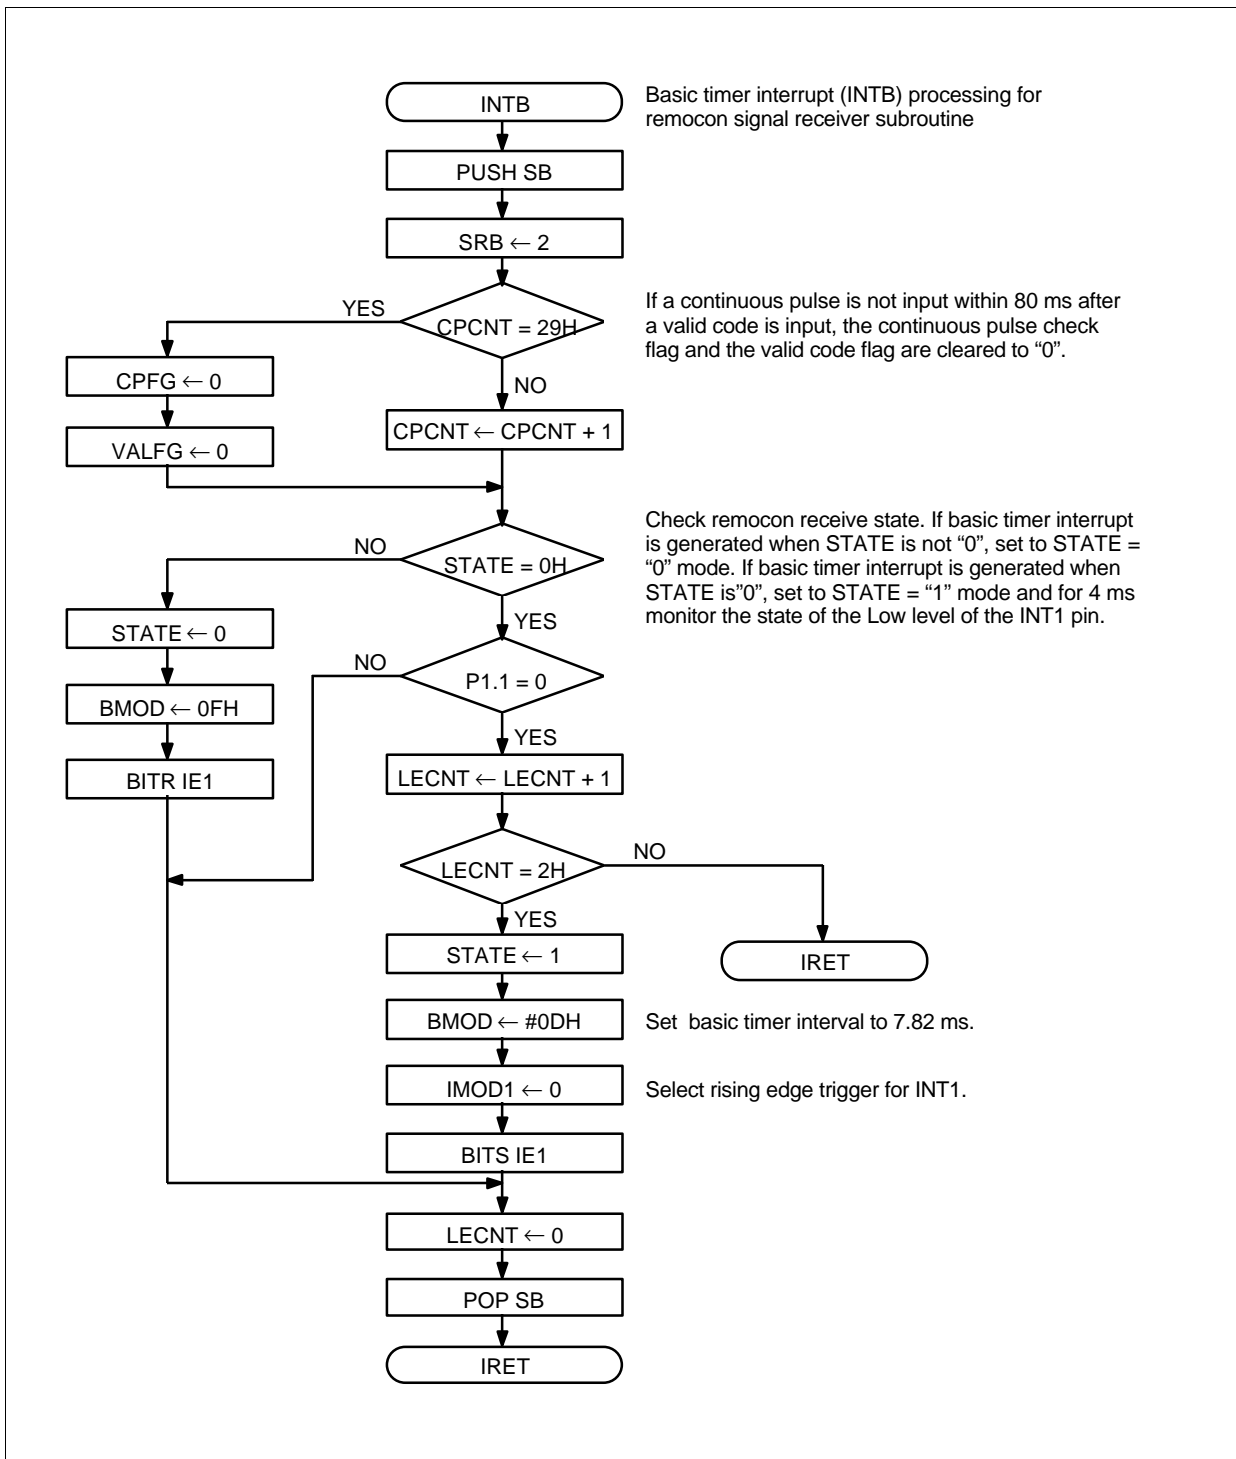 INTB
Basic timer interrupt (INTB) processing for
remocon signal receiver subroutine
PUSH SB
SRB ← 2
YES
CPCNT = 29H
If a continuous pulse is not input within 80 ms after
a valid code is input, the continuous pulse check
flag and the valid code flag are cleared to “0”.
CPFG ← 0
NO
VALFG ← 0
CPCNT ← CPCNT + 1
NO
STATE = 0H
Check remocon receive state. If basic timer interrupt
is generated when STATE is not “0”, set to STATE =
“0” mode. If basic timer interrupt is generated when
STATE is”0”, set to STATE = “1” mode and for 4 ms
monitor the state of the Low level of the INT1 pin.
STATE ← 0
YES
NO
P1.1 = 0
BMOD ← 0FH
YES
BITR IE1
LECNT ← LECNT + 1
LECNT = 2H
NO
YES
STATE ← 1
IRET
BMOD ← #0DH
Set  basic timer interval to 7.82 ms.
IMOD1 ← 0
Select rising edge trigger for INT1.
BITS IE1
LECNT ← 0
POP SB
IRET